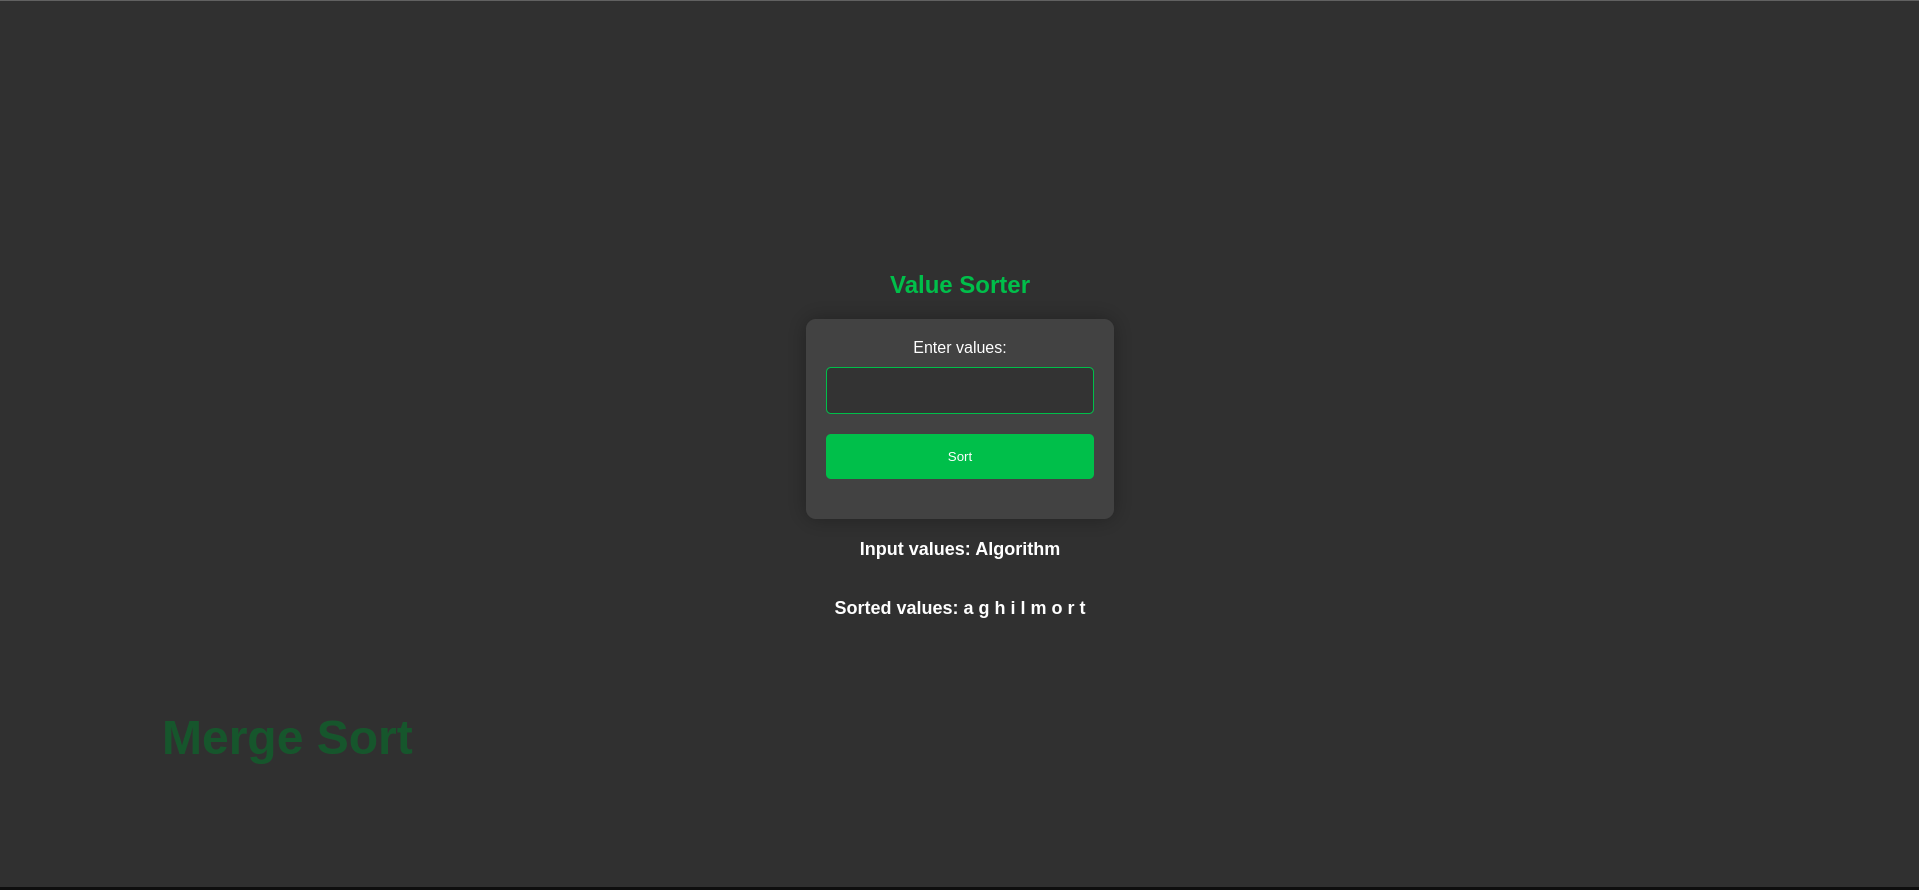 Value Sorter
Enter values:
Sort
Input values: Algorithm
Sorted values: a g h i l m o r t
Merge Sort